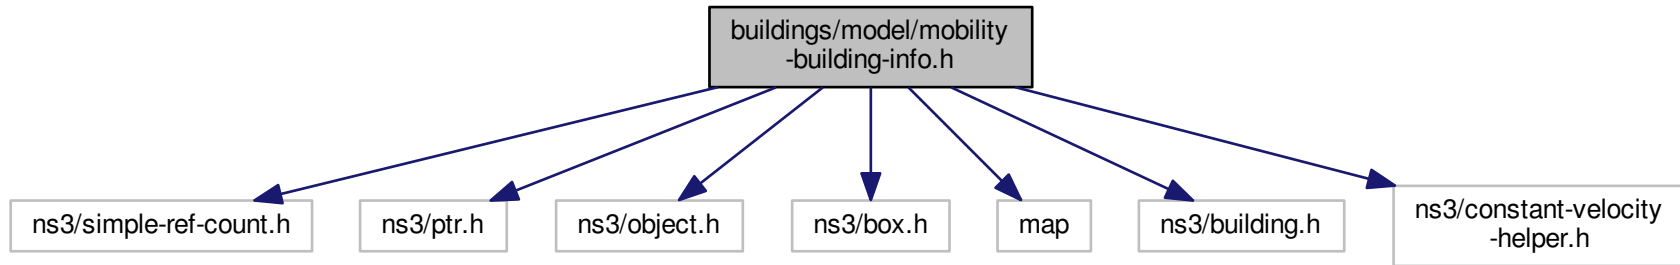 buildings/model/mobility
-building-info.h
ns3/simple-ref-count.h
ns3/ptr.h
ns3/object.h
ns3/box.h
map
ns3/building.h
ns3/constant-velocity
-helper.h